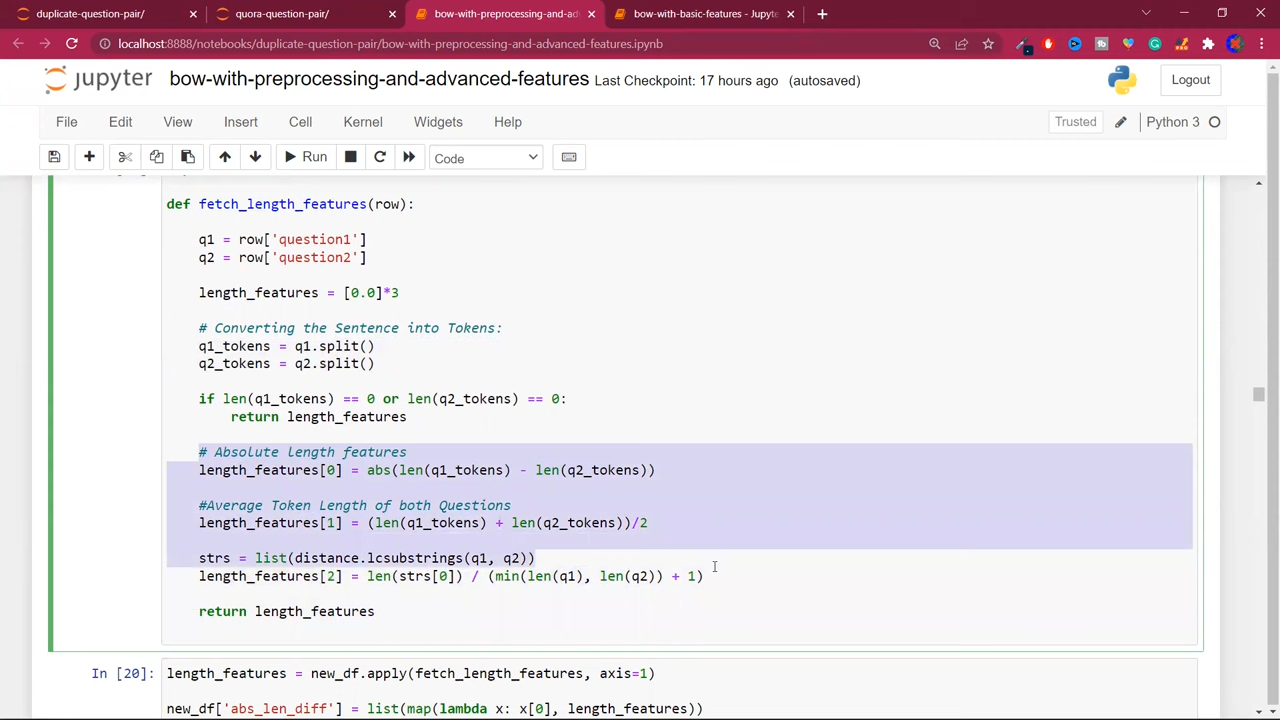 duplicate-question-pair/
quora-question-pair/
bow-with-preprocessing-and-adv
bow-with-basic-features - Jupyte
localhost:8888/notebooks/duplicate-question-pair/bow-with-preprocessing-and-advanced-features.ipynb
jupyter bow-with-preprocessing-and-advanced-features Last Checkpoint: 17 hours ago (autosaved)
Logout
File Edit View Insert Cell Kernel Widgets Help
Trusted Python 3
Run Code
def fetch_length_features(row):
q1 = row['question1']
q2 = row['question2']
length_features = [0.0]*3
# Converting the Sentence into Tokens:
q1_tokens = q1.split()
q2_tokens = q2.split()
if len(q1_tokens) == 0 or len(q2_tokens) == 0:
return length_features
# Absolute length features
length_features[0] = abs(len(q1_tokens) - len(q2_tokens))
#Average Token Length of both Questions
length_features[1] = (len(q1_tokens) + len(q2_tokens))/2
strs = list(distance.lcsubstrings(q1, q2))
length_features[2] = len(strs[0]) / (min(len(q1), len(q2)) + 1)
return length_features
In [20]: length_features = new_df.apply(fetch_length_features, axis=1)
new_df['abs_len_diff'] = list(map(lambda x: x[0], length_features))